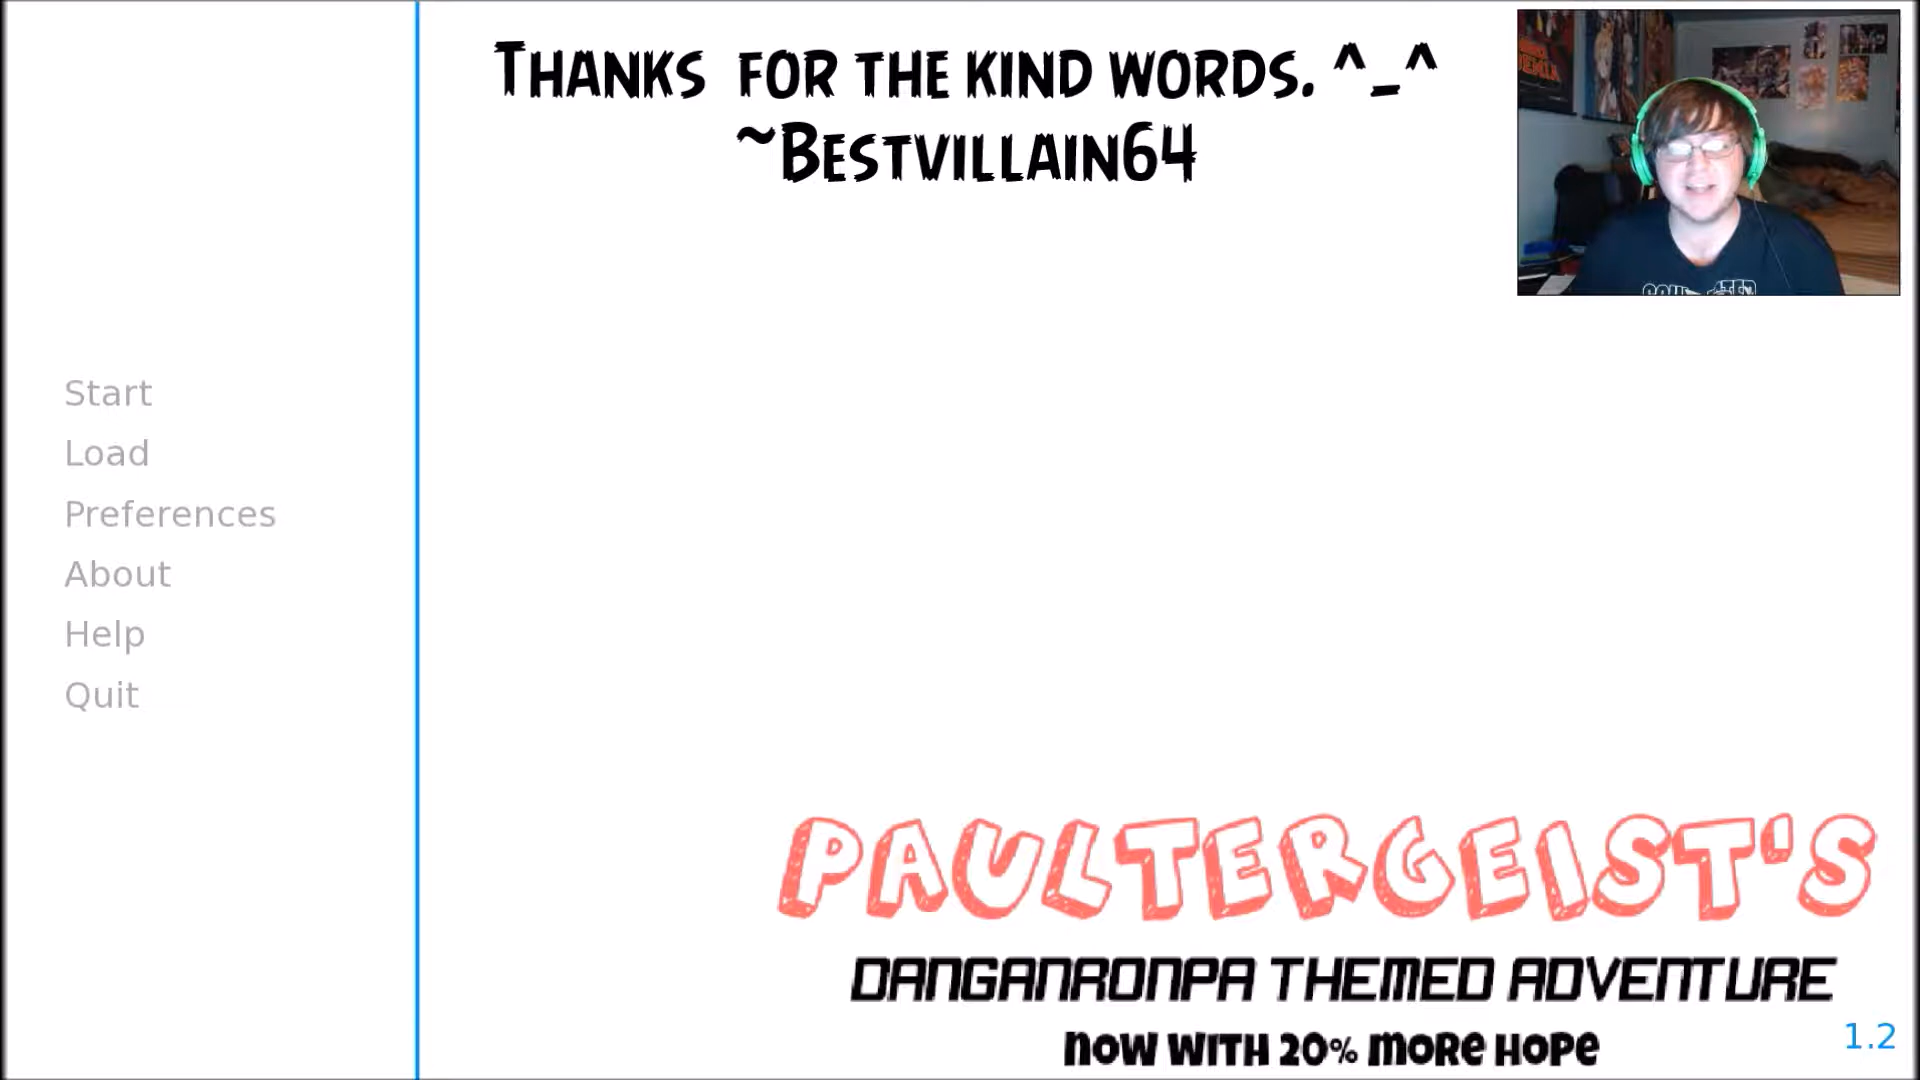 Thanks for the kind words. ^_^
~Bestvillain64
Start
Load
Preferences
About
Help
Quit
PAULTERGEIST'S
DANGANRONPA THEMED ADVENTURE
NOW WITH 20% MORE HOPE
1.2